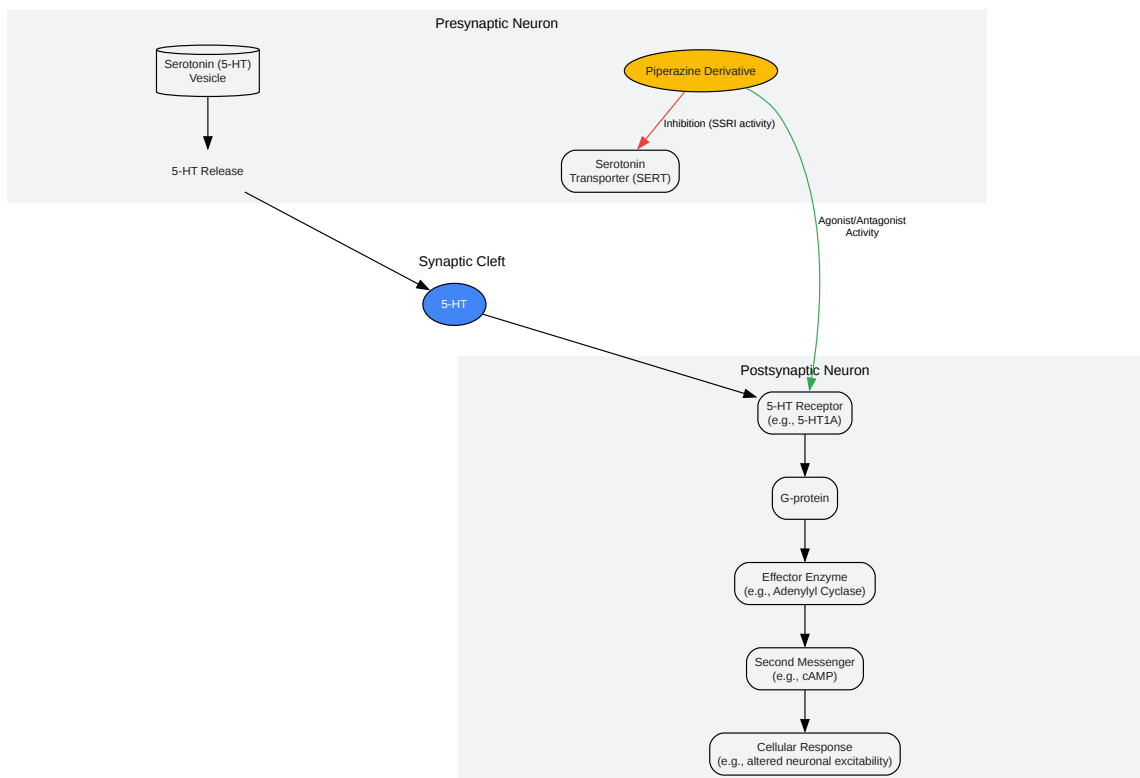 Presynaptic Neuron
Serotonin (5-HT)
Vesicle
Piperazine Derivative
Inhibition (SSRI activity)
5-HT Release
Serotonin
Transporter (SERT)
Agonist/Antagonist
Activity
Synaptic Cleft
5-HT
Postsynaptic Neuron
5-HT Receptor
(e.g., 5-HT1A)
G-protein
Effector Enzyme
(e.g., Adenylyl Cyclase)
Second Messenger
(e.g., cAMP)
Cellular Response
(e.g., altered neuronal excitability)